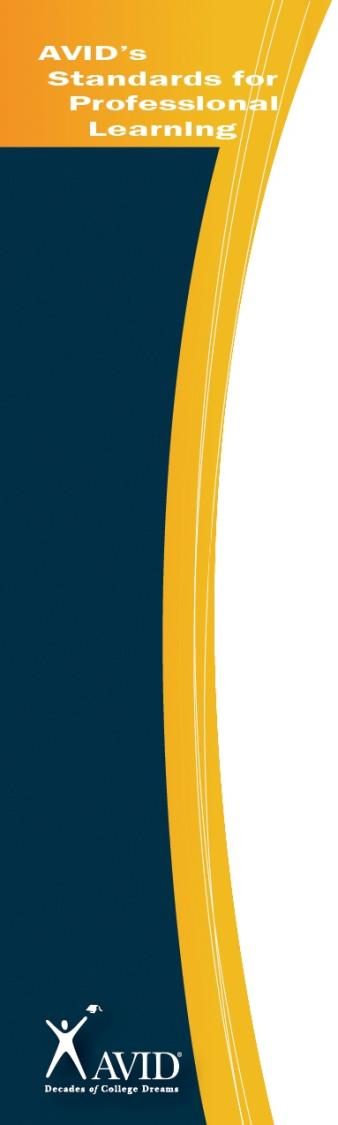 AVID's
Standards for
Professional
Learning
AVID®
Decades of College Dreams